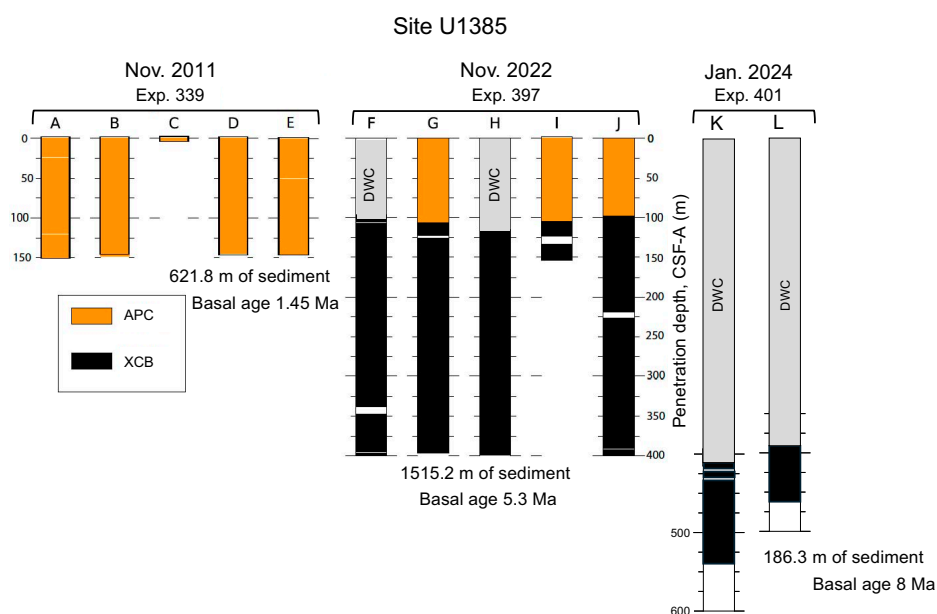 Site U1385
Nov. 2011
Exp. 339
Nov. 2022
Exp. 397
Jan. 2024
Exp. 401
A B C D E
F G H I J
K L
0
50
100
150
0
50
100
150
200
250
300
350
400
400
500
600
Penetration depth, CSF-A (m)
DWC
DWC
DWC
DWC
621.8 m of sediment
Basal age 1.45 Ma
APC
XCB
1515.2 m of sediment
Basal age 5.3 Ma
186.3 m of sediment
Basal age 8 Ma